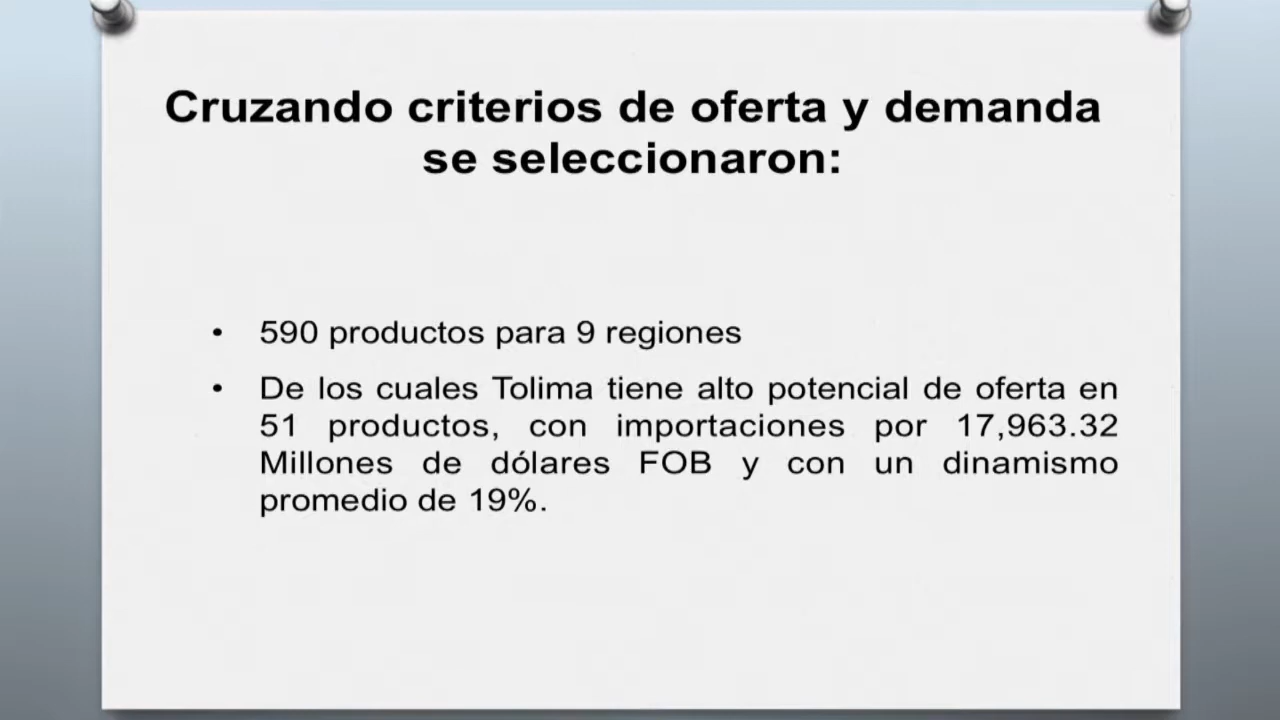 Cruzando criterios de oferta y demanda
se seleccionaron:
• 590 productos para 9 regiones
• De los cuales Tolima tiene alto potencial de oferta en
51 productos, con importaciones por 17,963.32
Millones de dólares FOB y con un dinamismo
promedio de 19%.